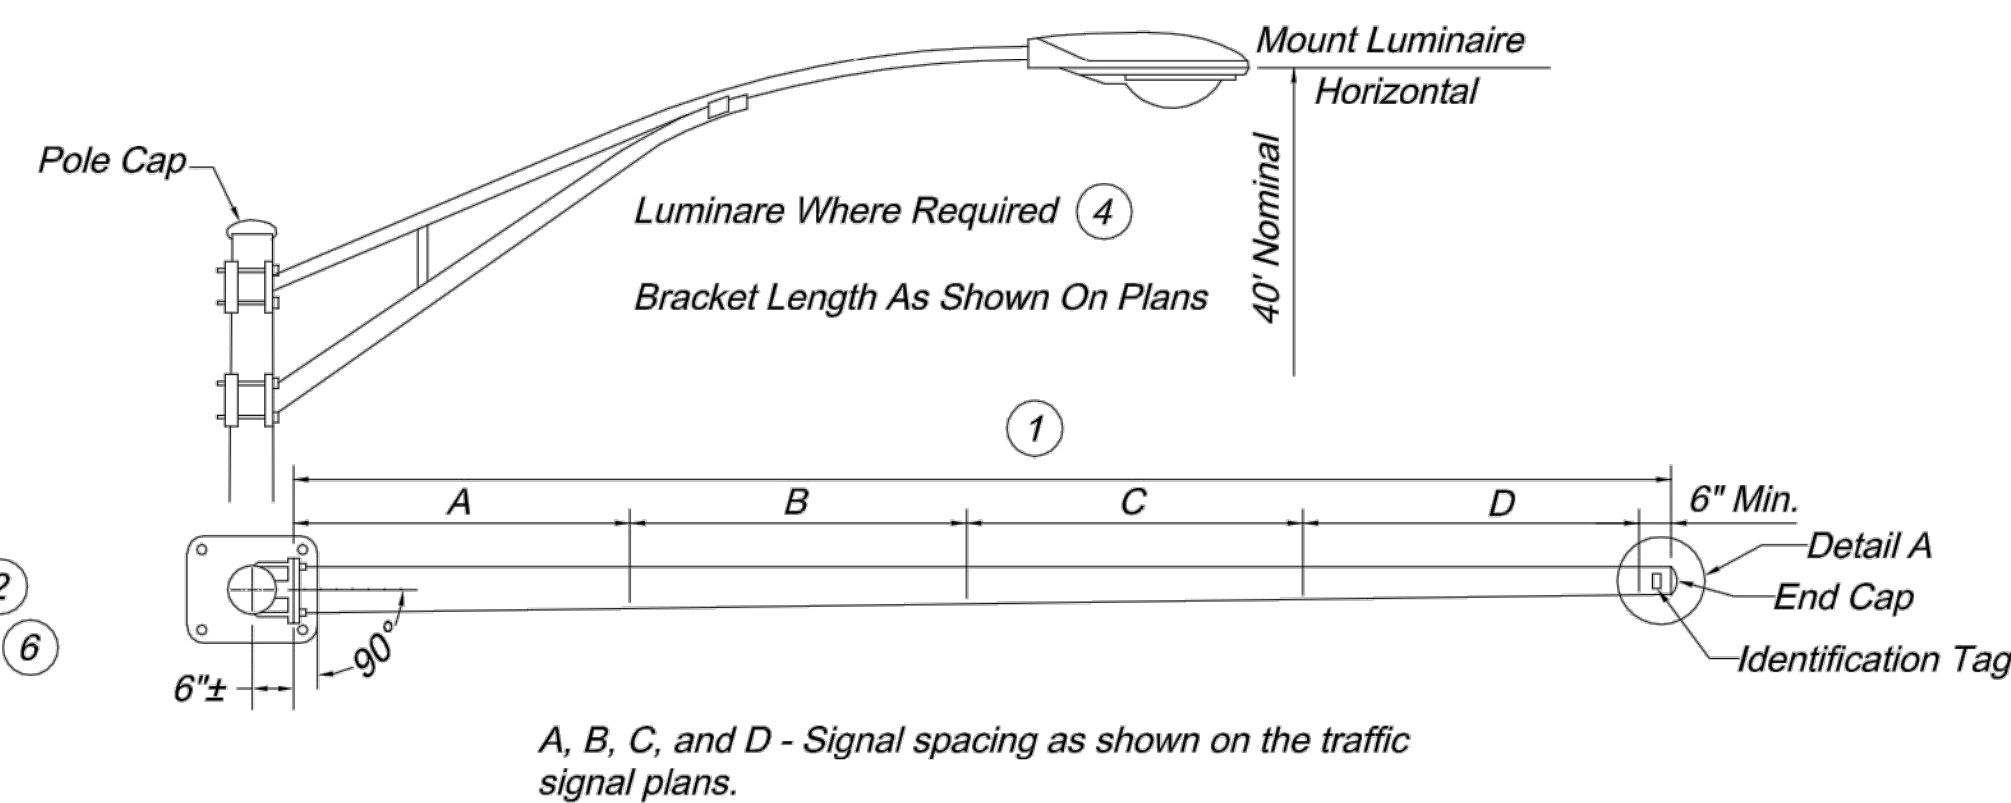 Mount Luminaire
Horizontal
Pole Cap
40' Nominal
Luminare Where Required 4
Bracket Length As Shown On Plans
1
A
B
C
D
6" Min.
Detail A
End Cap
2
6
90°
Identification Tag
6"±
A, B, C, and D - Signal spacing as shown on the traffic
signal plans.